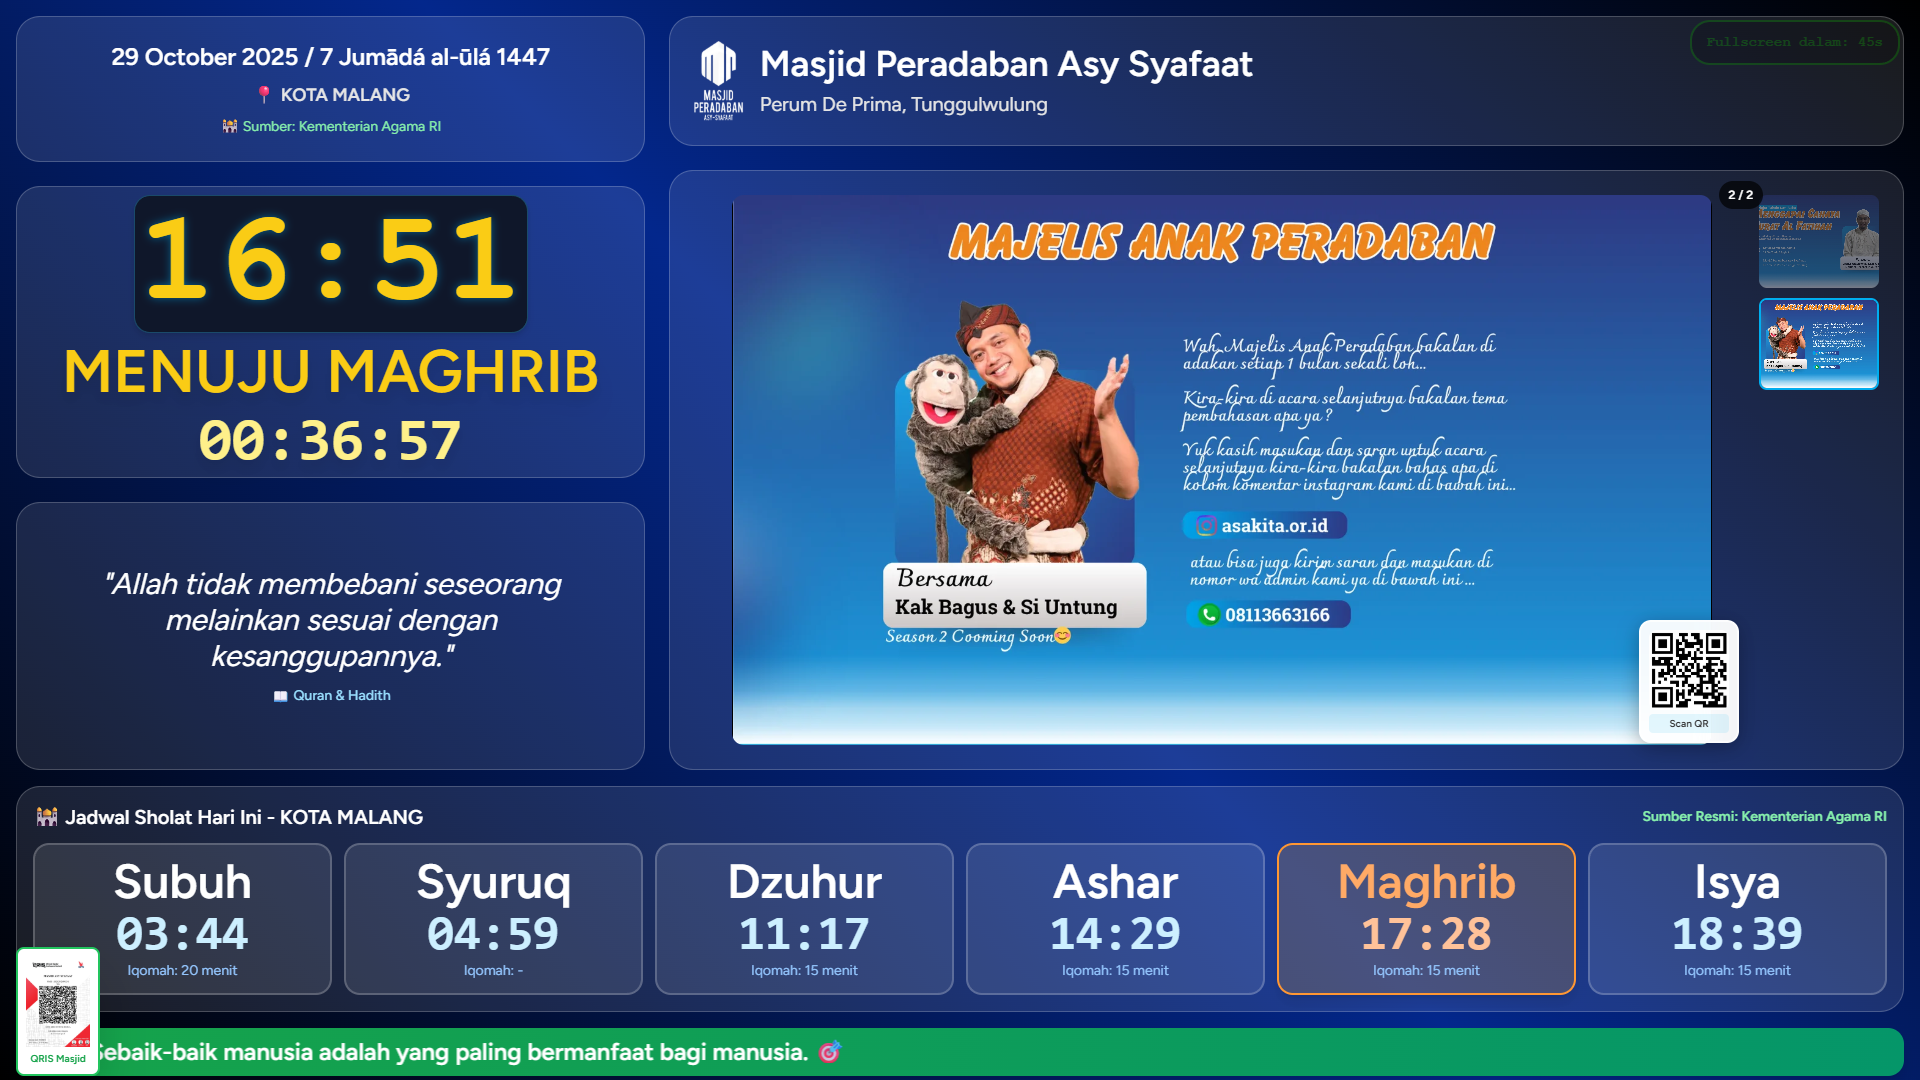 29 October 2025 / 7 Jumādá al-ūlá 1447
KOTA MALANG
Sumber: Kementerian Agama RI
MASJID
PERADABAN
ASY-SYAFAAT
Masjid Peradaban Asy Syafaat
Perum De Prima, Tunggulwulung
Fullscreen dalam: 45s
16:51
MENUJU MAGHRIB
00:36:57
"Allah tidak membebani seseorang
melainkan sesuai dengan
kesanggupannya."
Quran & Hadith
MAJELIS ANAK PERADABAN
Wah, Majelis Anak Peradaban bakalan di
adakan setiap 1 bulan sekali loh...
Kira-kira di acara selanjutnya bakalan tema
pembahasan apa ya ?
Yuk kasih masukan dan saran untuk acara
selanjutnya kira-kira bakalan bahas apa di
kolom komentar instagram kami di bawah ini...
asakita.or.id
atau bisa juga kirim saran dan masukan di
nomor wa admin kami ya di bawah ini ...
08113663166
Bersama
Kak Bagus & Si Untung
Season 2 Cooming Soon
2/2
MAJELIS ANAK PERADABAN
Scan QR
Jadwal Sholat Hari Ini - KOTA MALANG
Sumber Resmi: Kementerian Agama RI
Subuh
03:44
Iqomah: 20 menit
Syuruq
04:59
Iqomah: -
Dzuhur
11:17
Iqomah: 15 menit
Ashar
14:29
Iqomah: 15 menit
Maghrib
17:28
Iqomah: 15 menit
Isya
18:39
Iqomah: 15 menit
QRIS
QRIS Masjid
Sebaik-baik manusia adalah yang paling bermanfaat bagi manusia.